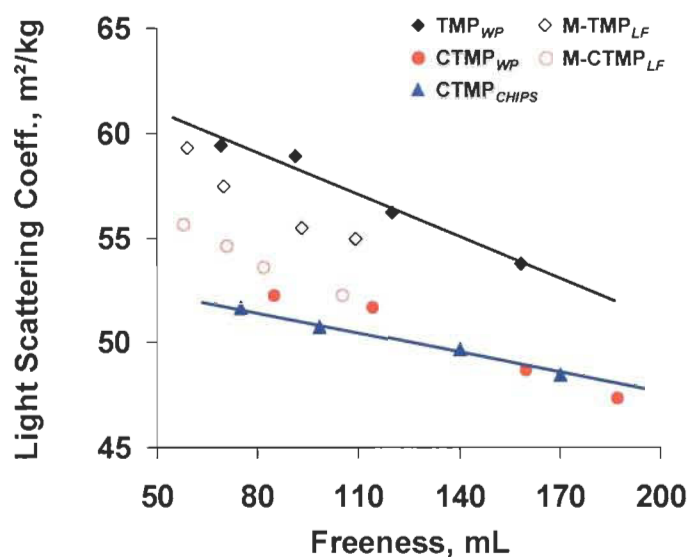 65
TMP_WP M-TMP_LF
CTMP_WP M-CTMP_LF
CTMP_CHIPS
60
55
50
45
50 80 110 140 170 200
Light Scattering Coeff., m²/kg
Freeness, mL